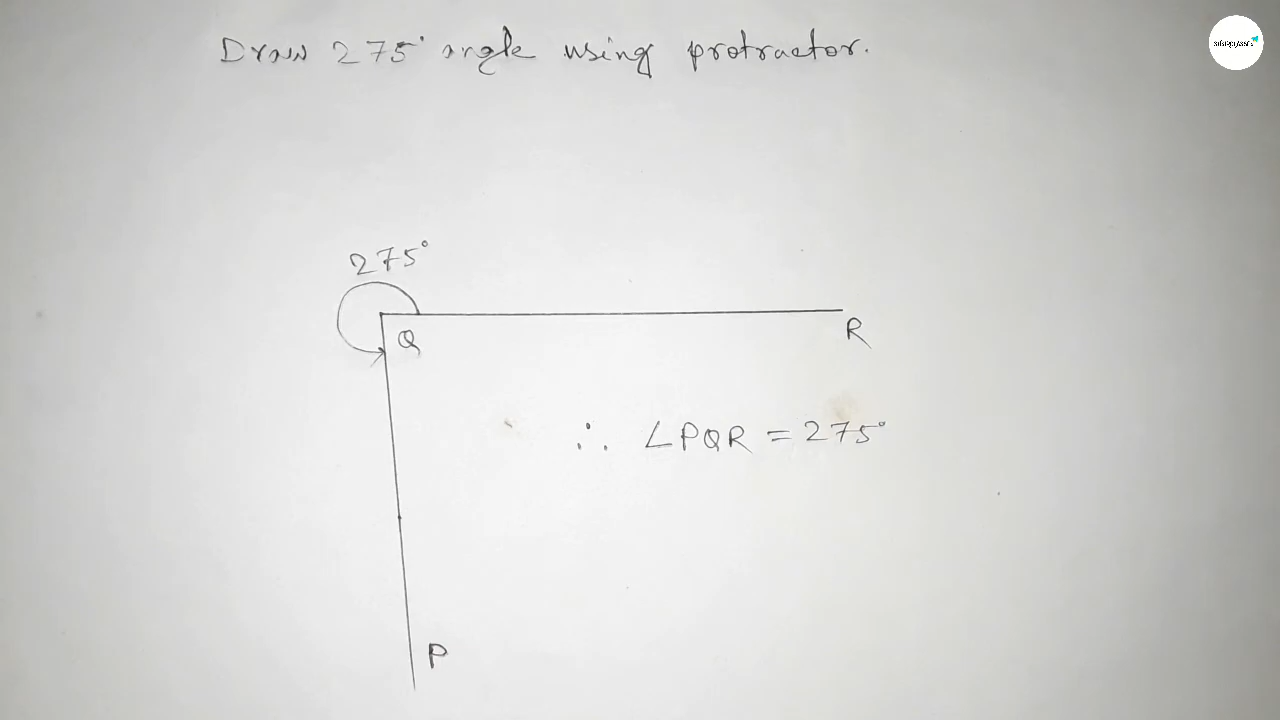 Draw 275° angle using protractor.
275°
Q
R
∴ ∠PQR = 275°
P